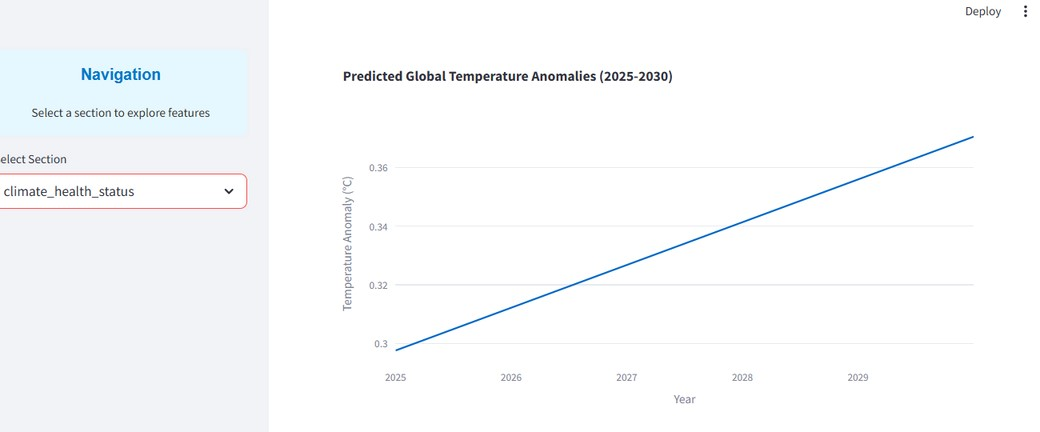 Deploy
Navigation
Select a section to explore features
elect Section
climate_health_status
Predicted Global Temperature Anomalies (2025-2030)
Temperature Anomaly (°C)
0.36
0.34
0.32
0.3
2025 2026 2027 2028 2029
Year